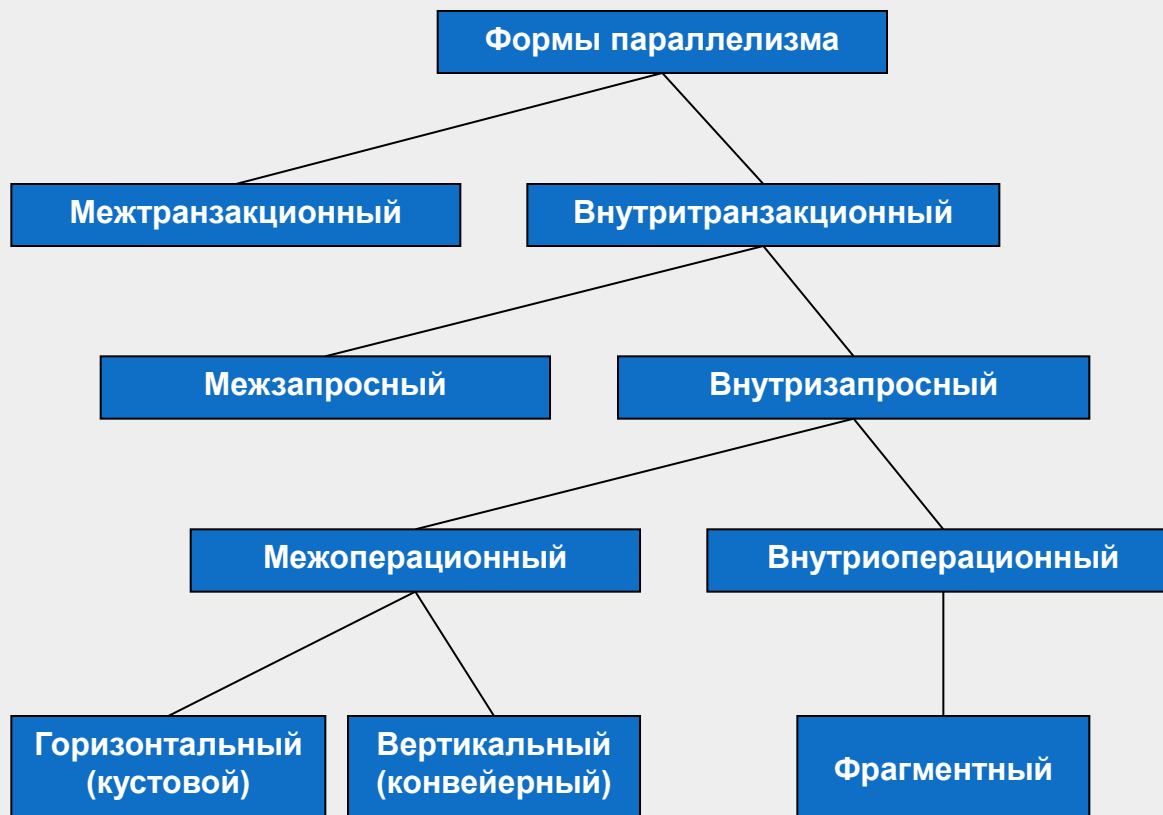 Формы параллелизма
Межтранзакционный
Внутритранзакционный
Межзапросный
Внутризапросный
Межоперационный
Внутриоперационный
Горизонтальный
(кустовой)
Вертикальный
(конвейерный)
Фрагментный